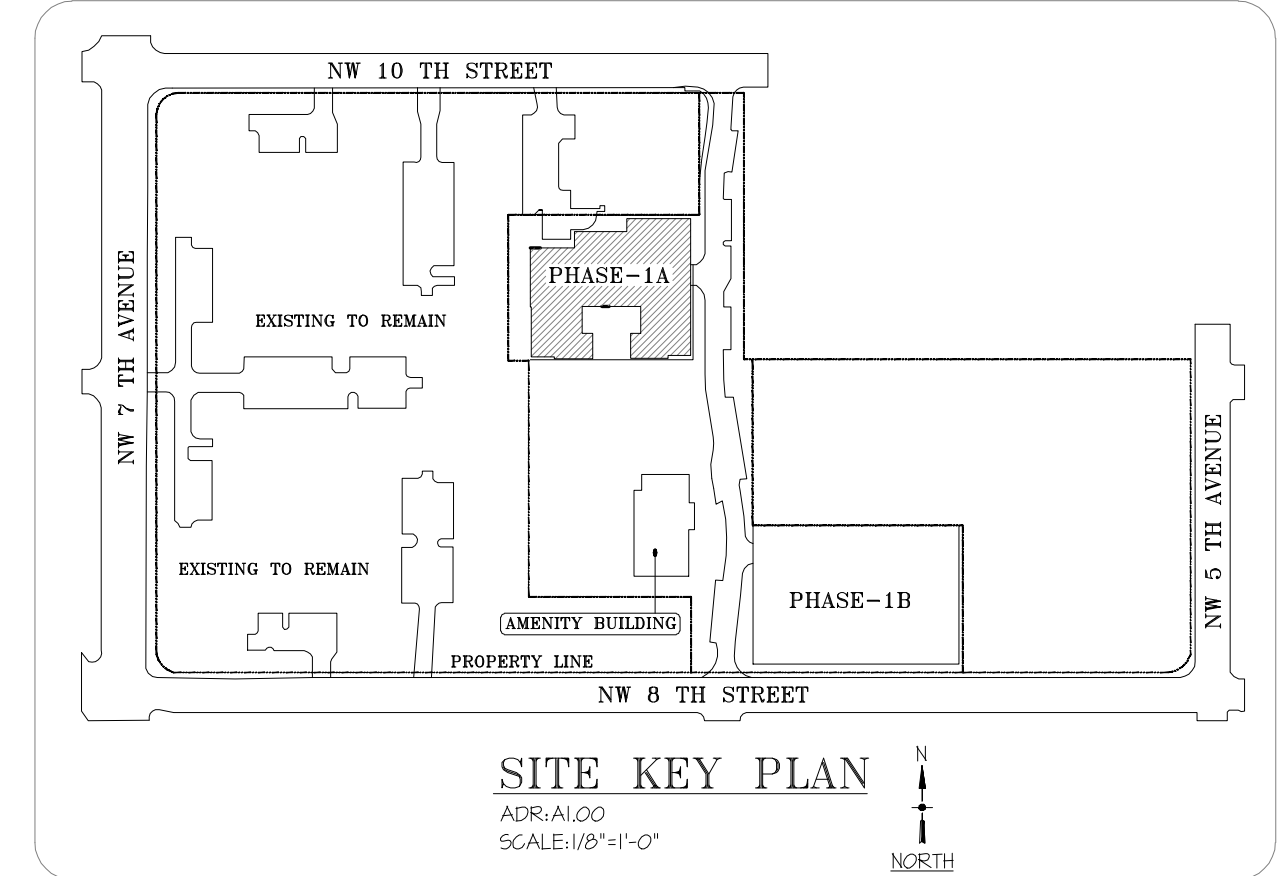 NW 10 TH STREET
NW 7 TH AVENUE
PHASE-1A
EXISTING TO REMAIN
NW 5 TH AVENUE
EXISTING TO REMAIN
PHASE-1B
AMENITY BUILDING
PROPERTY LINE
NW 8 TH STREET
SITE KEY PLAN
ADR:A1.00
SCALE:1/8"=1'-0"
N
NORTH